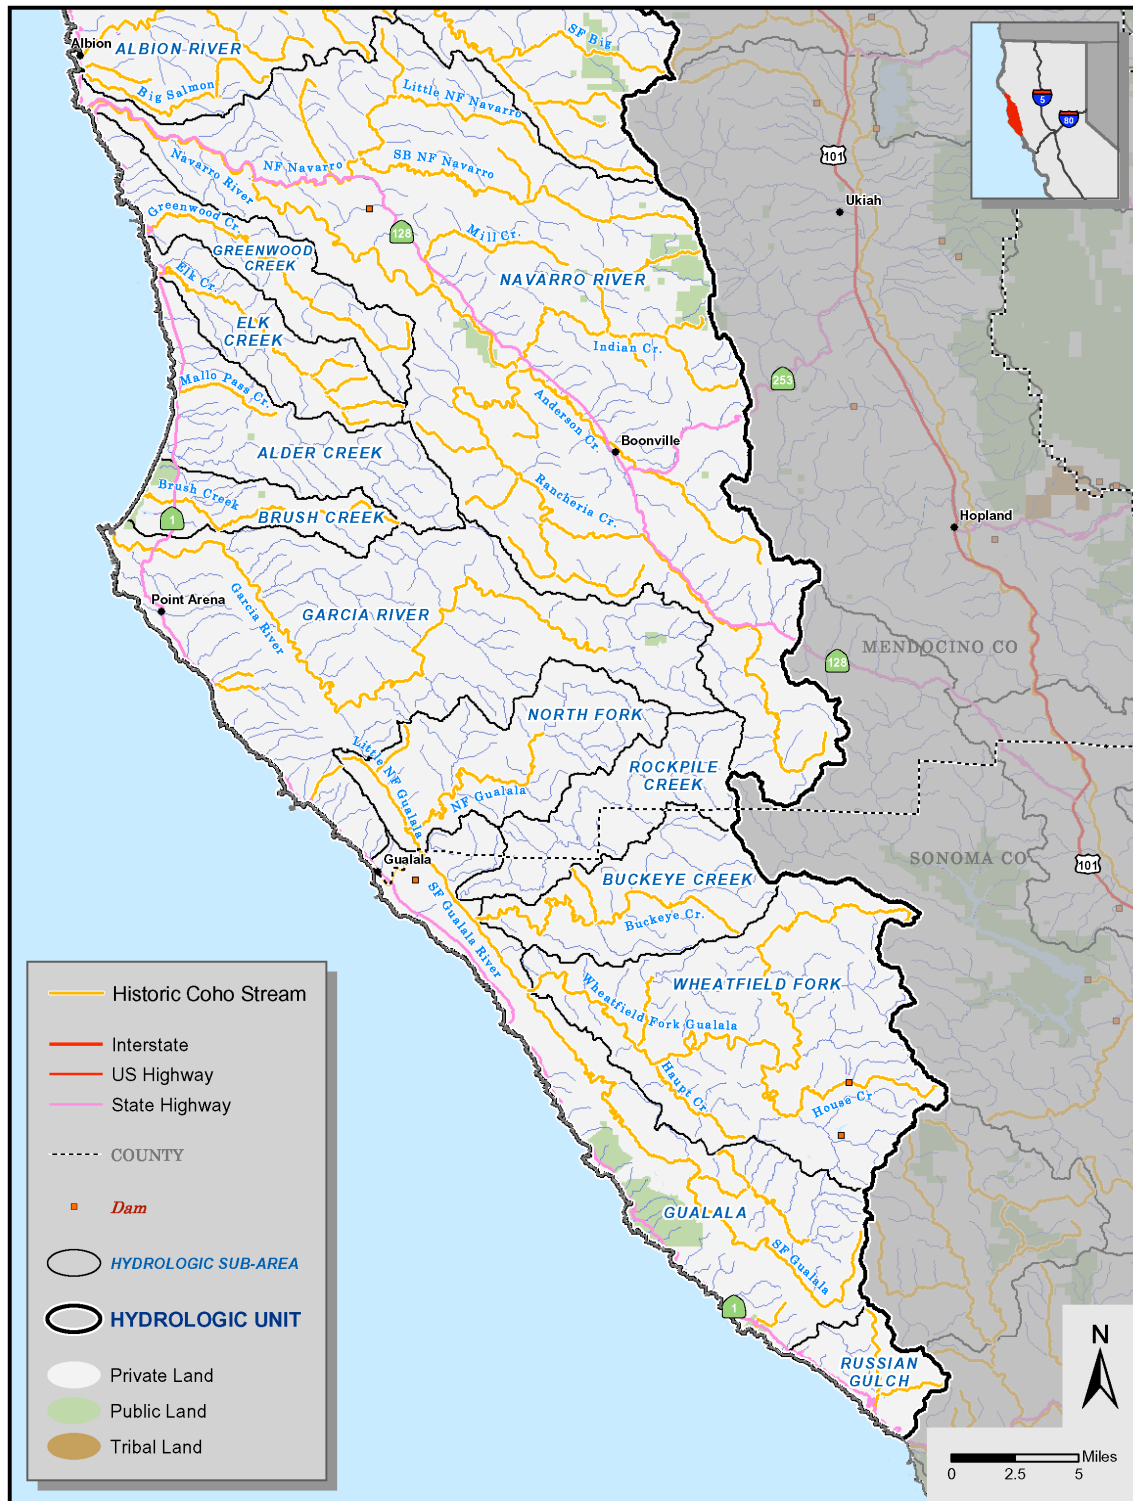 Albion
ALBION RIVER
SF Big
Big Salmon
Little NF Navarro
5
80
101
Navarro River
NF Navarro
SB NF Navarro
Ukiah
Greenwood Cr.
128
Mill Cr.
GREENWOOD
CREEK
NAVARRO RIVER
Elk Cr.
ELK
CREEK
Indian Cr.
Mallo Pass Cr.
253
Anderson Cr.
Boonville
ALDER CREEK
Brush Creek
Rancheria Cr.
1
BRUSH CREEK
Hopland
Point Arena
Garcia River
GARCIA RIVER
MENDOCINO CO
128
NORTH FORK
Little NF Gualala
ROCKPILE
CREEK
NF Gualala
Gualala
SONOMA CO
101
BUCKEYE CREEK
SF Gualala River
Buckeye Cr.
WHEATFIELD FORK
Wheatfield Fork Gualala
Haupt Cr.
House Cr
GUALALA
SF Gualala
1
RUSSIAN
GULCH
Historic Coho Stream
Interstate
US Highway
State Highway
COUNTY
Dam
HYDROLOGIC SUB-AREA
HYDROLOGIC UNIT
Private Land
Public Land
Tribal Land
N
Miles
0 2.5 5